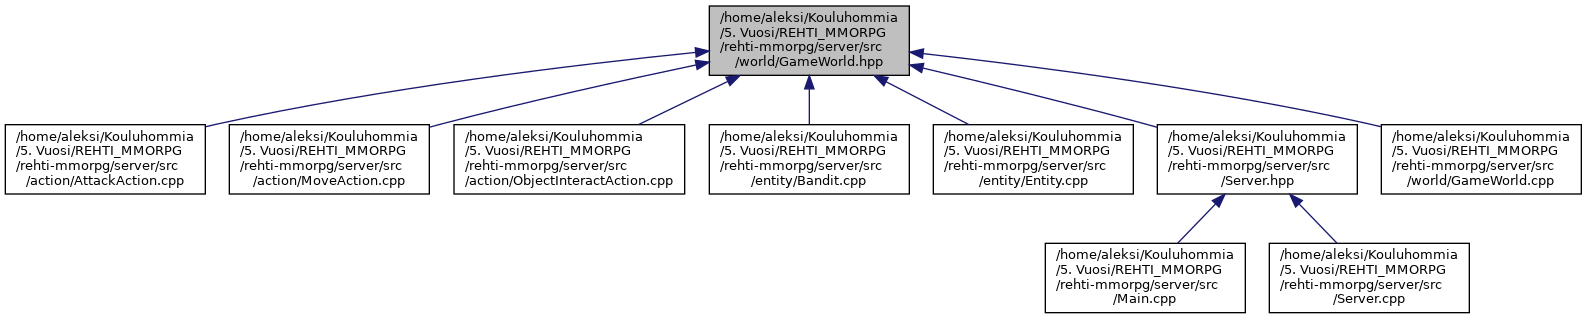 /home/aleksi/Kouluhommia
/5. Vuosi/REHTI_MMORPG
/rehti-mmorpg/server/src
/world/GameWorld.hpp
/home/aleksi/Kouluhommia
/5. Vuosi/REHTI_MMORPG
/rehti-mmorpg/server/src
/action/AttackAction.cpp
/home/aleksi/Kouluhommia
/5. Vuosi/REHTI_MMORPG
/rehti-mmorpg/server/src
/action/MoveAction.cpp
/home/aleksi/Kouluhommia
/5. Vuosi/REHTI_MMORPG
/rehti-mmorpg/server/src
/action/ObjectInteractAction.cpp
/home/aleksi/Kouluhommia
/5. Vuosi/REHTI_MMORPG
/rehti-mmorpg/server/src
/entity/Bandit.cpp
/home/aleksi/Kouluhommia
/5. Vuosi/REHTI_MMORPG
/rehti-mmorpg/server/src
/entity/Entity.cpp
/home/aleksi/Kouluhommia
/5. Vuosi/REHTI_MMORPG
/rehti-mmorpg/server/src
/Server.hpp
/home/aleksi/Kouluhommia
/5. Vuosi/REHTI_MMORPG
/rehti-mmorpg/server/src
/world/GameWorld.cpp
/home/aleksi/Kouluhommia
/5. Vuosi/REHTI_MMORPG
/rehti-mmorpg/server/src
/Main.cpp
/home/aleksi/Kouluhommia
/5. Vuosi/REHTI_MMORPG
/rehti-mmorpg/server/src
/Server.cpp